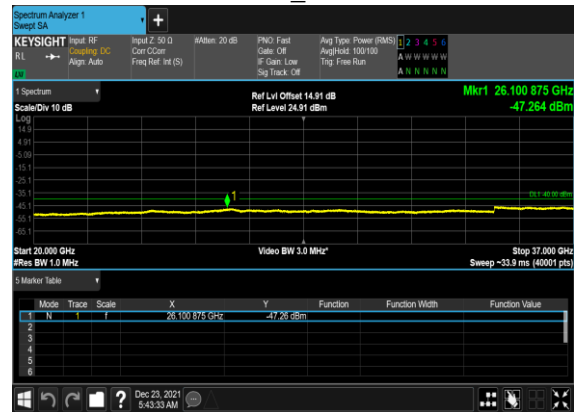 Spectrum Analyzer 1
Swept SA
KEYSIGHT Input: RF Input Z: 50 Ω #Atten: 20 dB PNO: Fast Avg Type: Power (RMS) 1 2 3 4 5 6
RL Coupling: DC Corr CCorr Gate: Off Avg|Hold: 100/100 A W W W W W
Align: Auto Freq Ref: Int (S) IF Gain: Low Trig: Free Run
Sig Track: Off A N N N N N
1 Spectrum Ref Lvl Offset 14.91 dB Mkr1 26.100 875 GHz
Scale/Div 10 dB Ref Level 24.91 dBm -47.264 dBm
Log
14.9
4.91
-5.09
-15.1
-25.1
-35.1 1 DL1 -40.00 dBm
-45.1
-55.1
-65.1
Start 20.000 GHz Video BW 3.0 MHz* Stop 37.000 GHz
#Res BW 1.0 MHz Sweep ~33.9 ms (40001 pts)
5 Marker Table
Mode Trace Scale X Y Function Function Width Function Value
1 N 1 f 26.100 875 GHz -47.26 dBm
2
3
4
5
6
? Dec 23, 2021
5:43:33 AM